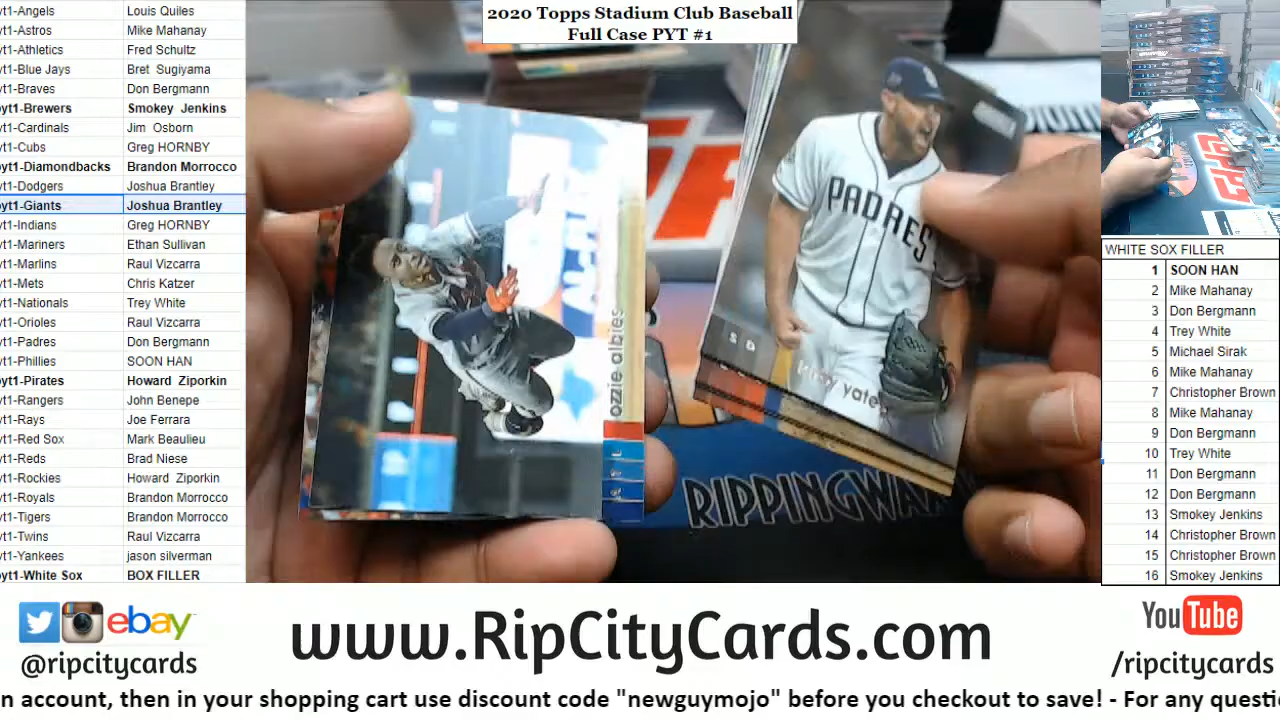 2020 Topps Stadium Club Baseball
Full Case PYT #1
yt1-Angels Louis Quiles
yt1-Astros Mike Mahanay
yt1-Athletics Fred Schultz
yt1-Blue Jays Bret Sugiyama
yt1-Braves Don Bergmann
yt1-Brewers Smokey Jenkins
yt1-Cardinals Jim Osborn
yt1-Cubs Greg HORNBY
yt1-Diamondbacks Brandon Morrocco
yt1-Dodgers Joshua Brantley
yt1-Giants Joshua Brantley
yt1-Indians Greg HORNBY
yt1-Mariners Ethan Sullivan
yt1-Marlins Raul Vizcarra
yt1-Mets Chris Katzer
yt1-Nationals Trey White
yt1-Orioles Raul Vizcarra
yt1-Padres Don Bergmann
yt1-Phillies SOON HAN
yt1-Pirates Howard Ziporkin
yt1-Rangers John Benepe
yt1-Rays Joe Ferrara
yt1-Red Sox Mark Beaulieu
yt1-Reds Brad Niese
yt1-Rockies Howard Ziporkin
yt1-Royals Brandon Morrocco
yt1-Tigers Brandon Morrocco
yt1-Twins Raul Vizcarra
yt1-Yankees jason silverman
yt1-White Sox BOX FILLER
ozzie albies
ATL
PADRES
SD
kirby yates
RIPPINGWAX
WHITE SOX FILLER
1 SOON HAN
2 Mike Mahanay
3 Don Bergmann
4 Trey White
5 Michael Sirak
6 Mike Mahanay
7 Christopher Brown
8 Mike Mahanay
9 Don Bergmann
10 Trey White
11 Don Bergmann
12 Don Bergmann
13 Smokey Jenkins
14 Christopher Brown
15 Christopher Brown
16 Smokey Jenkins
ebay
@ripcitycards
www.RipCityCards.com
YouTube
/ripcitycards
n account, then in your shopping cart use discount code "newguymojo" before you checkout to save! - For any questi